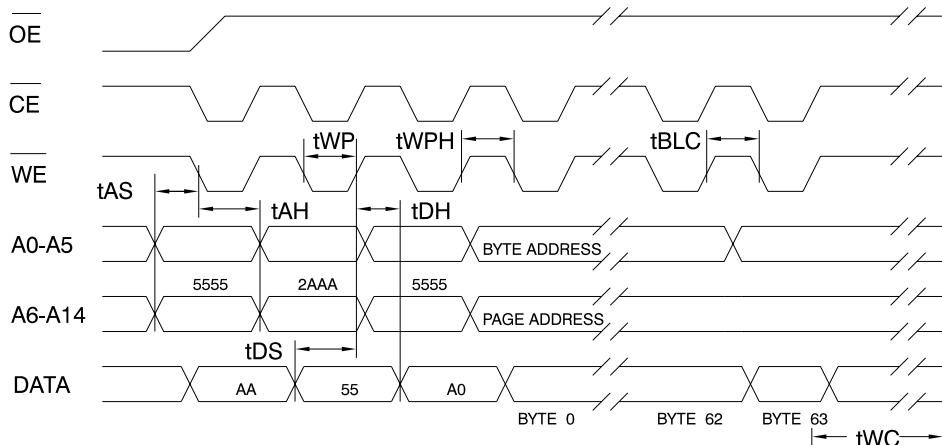 OE
CE
tWP tWPH tBLC
WE
tAS
tAH tDH
A0-A5 BYTE ADDRESS
5555 2AAA 5555
A6-A14 PAGE ADDRESS
tDS
DATA AA 55 A0
BYTE 0 BYTE 62 BYTE 63
tWC